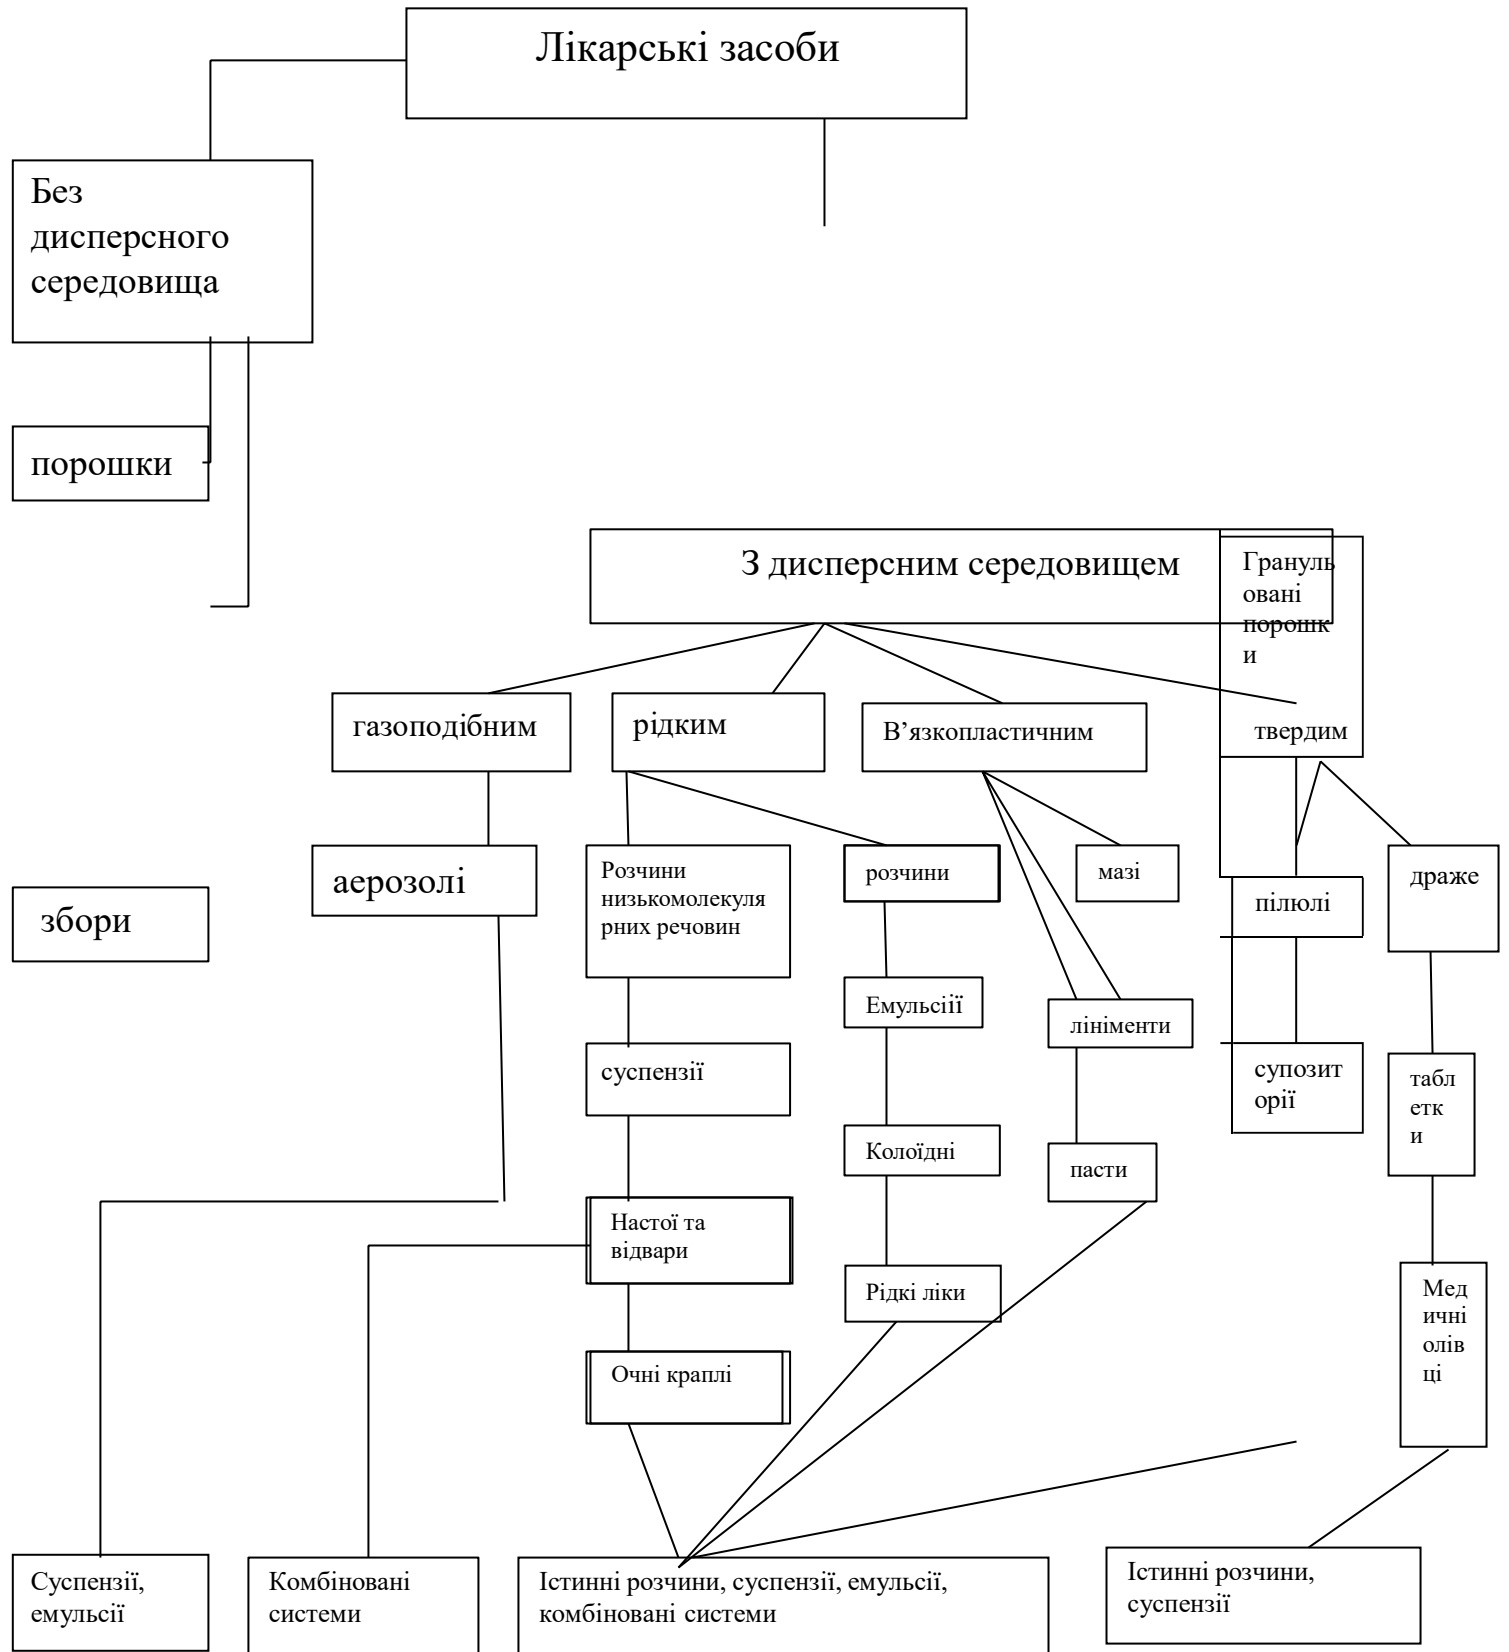 Лікарські засоби
Без
дисперсного
середовища
порошки
З дисперсним середовищем
Грануль
овані
порошк
и
газоподібним
рідким
В’язкопластичним
твердим
аерозолі
Розчини
низькомолекуля
рних речовин
розчини
мазі
драже
збори
пілюлі
Емульсіїї
лініменти
суспензії
супозит
орії
табл
етк
и
Колоїдні
пасти
Настої та
відвари
Рідкі ліки
Мед
ичні
олів
ці
Очні краплі
Суспензії,
емульсії
Комбіновані
системи
Істинні розчини, суспензії, емульсії,
комбіновані системи
Істинні розчини,
суспензії